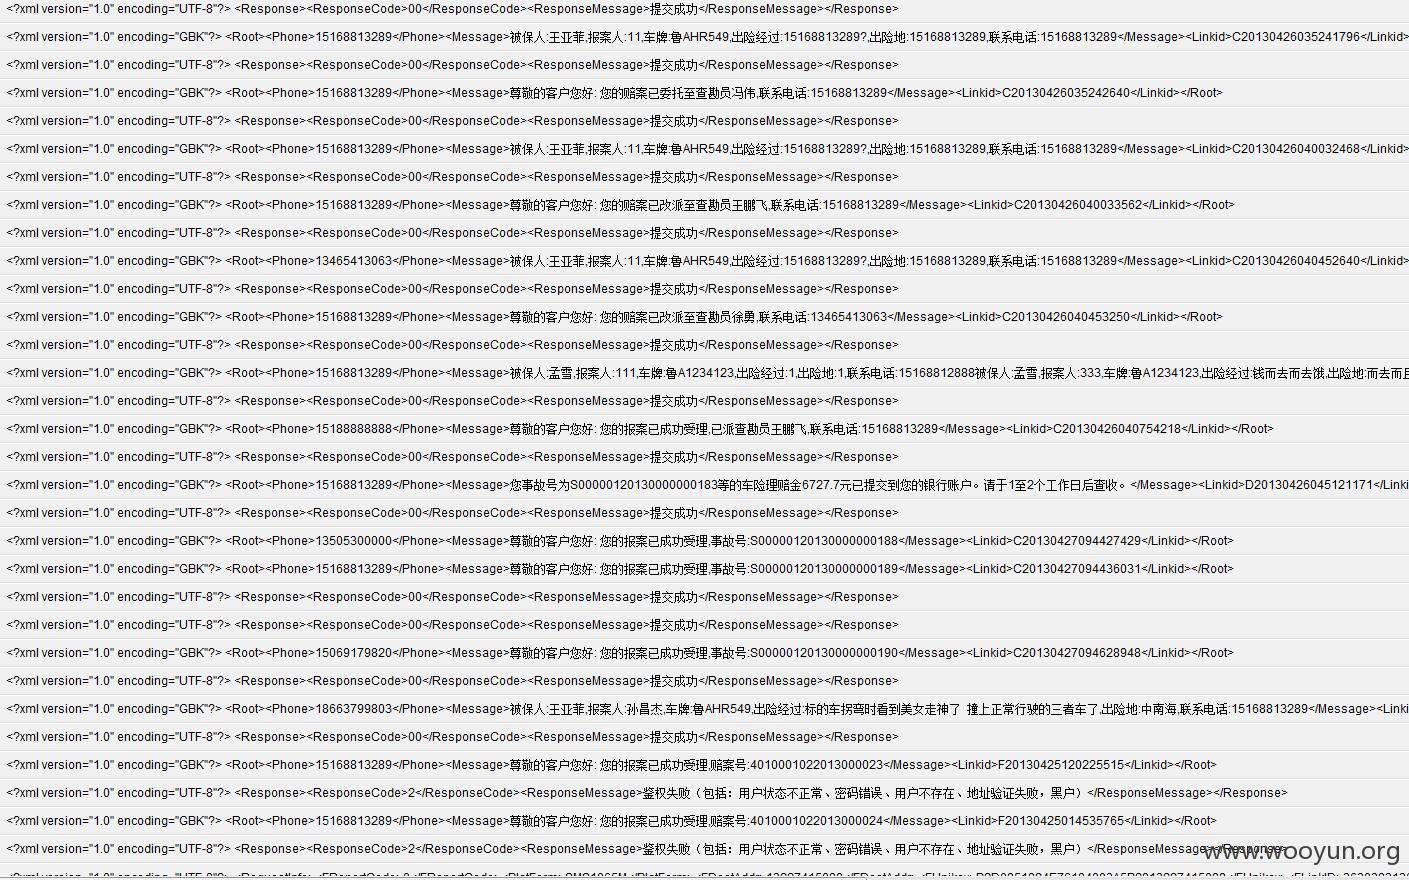 <?xml version="1.0" encoding="UTF-8"?> <Response><ResponseCode>00</ResponseCode><ResponseMessage>提交成功</ResponseMessage></Response>
<?xml version="1.0" encoding="GBK"?> <Root><Phone>15168813289</Phone><Message>被保人:王亚菲,报案人:11,车牌:鲁AHR549,出险经过:15168813289?,出险地:15168813289,联系电话:15168813289</Message><Linkid>C20130426035241796</Linkid>
<?xml version="1.0" encoding="UTF-8"?> <Response><ResponseCode>00</ResponseCode><ResponseMessage>提交成功</ResponseMessage></Response>
<?xml version="1.0" encoding="GBK"?> <Root><Phone>15168813289</Phone><Message>尊敬的客户您好: 您的赔案已委托至查勘员冯伟,联系电话:15168813289</Message><Linkid>C20130426035242640</Linkid></Root>
<?xml version="1.0" encoding="UTF-8"?> <Response><ResponseCode>00</ResponseCode><ResponseMessage>提交成功</ResponseMessage></Response>
<?xml version="1.0" encoding="GBK"?> <Root><Phone>15168813289</Phone><Message>被保人:王亚菲,报案人:11,车牌:鲁AHR549,出险经过:15168813289?,出险地:15168813289,联系电话:15168813289</Message><Linkid>C20130426040032468</Linkid>
<?xml version="1.0" encoding="UTF-8"?> <Response><ResponseCode>00</ResponseCode><ResponseMessage>提交成功</ResponseMessage></Response>
<?xml version="1.0" encoding="GBK"?> <Root><Phone>15168813289</Phone><Message>尊敬的客户您好: 您的赔案已改派至查勘员王鹏飞,联系电话:15168813289</Message><Linkid>C20130426040033562</Linkid></Root>
<?xml version="1.0" encoding="UTF-8"?> <Response><ResponseCode>00</ResponseCode><ResponseMessage>提交成功</ResponseMessage></Response>
<?xml version="1.0" encoding="GBK"?> <Root><Phone>13465413063</Phone><Message>被保人:王亚菲,报案人:11,车牌:鲁AHR549,出险经过:15168813289?,出险地:15168813289,联系电话:15168813289</Message><Linkid>C20130426040452640</Linkid>
<?xml version="1.0" encoding="UTF-8"?> <Response><ResponseCode>00</ResponseCode><ResponseMessage>提交成功</ResponseMessage></Response>
<?xml version="1.0" encoding="GBK"?> <Root><Phone>15168813289</Phone><Message>尊敬的客户您好: 您的赔案已改派至查勘员徐勇,联系电话:13465413063</Message><Linkid>C20130426040453250</Linkid></Root>
<?xml version="1.0" encoding="UTF-8"?> <Response><ResponseCode>00</ResponseCode><ResponseMessage>提交成功</ResponseMessage></Response>
<?xml version="1.0" encoding="GBK"?> <Root><Phone>15168813289</Phone><Message>被保人:孟雪,报案人:111,车牌:鲁A1234123,出险经过:1,出险地:1,联系电话:15168812888被保人:孟雪,报案人:333,车牌:鲁A1234123,出险经过:钱而去而去饿,出险地:而去而且
<?xml version="1.0" encoding="UTF-8"?> <Response><ResponseCode>00</ResponseCode><ResponseMessage>提交成功</ResponseMessage></Response>
<?xml version="1.0" encoding="GBK"?> <Root><Phone>15188888888</Phone><Message>尊敬的客户您好: 您的报案已成功受理,已派查勘员王鹏飞,联系电话:15168813289</Message><Linkid>C20130426040754218</Linkid></Root>
<?xml version="1.0" encoding="UTF-8"?> <Response><ResponseCode>00</ResponseCode><ResponseMessage>提交成功</ResponseMessage></Response>
<?xml version="1.0" encoding="GBK"?> <Root><Phone>15168813289</Phone><Message>您事故号为S00000120130000000183等的车险理赔金6727.7元已提交到您的银行账户。请于1至2个工作日后查收。</Message><Linkid>D20130426045121171</Linki
<?xml version="1.0" encoding="UTF-8"?> <Response><ResponseCode>00</ResponseCode><ResponseMessage>提交成功</ResponseMessage></Response>
<?xml version="1.0" encoding="GBK"?> <Root><Phone>13505300000</Phone><Message>尊敬的客户您好: 您的报案已成功受理,事故号:S00000120130000000188</Message><Linkid>C20130427094427429</Linkid></Root>
<?xml version="1.0" encoding="GBK"?> <Root><Phone>15168813289</Phone><Message>尊敬的客户您好: 您的报案已成功受理,事故号:S00000120130000000189</Message><Linkid>C20130427094436031</Linkid></Root>
<?xml version="1.0" encoding="UTF-8"?> <Response><ResponseCode>00</ResponseCode><ResponseMessage>提交成功</ResponseMessage></Response>
<?xml version="1.0" encoding="UTF-8"?> <Response><ResponseCode>00</ResponseCode><ResponseMessage>提交成功</ResponseMessage></Response>
<?xml version="1.0" encoding="GBK"?> <Root><Phone>15069179820</Phone><Message>尊敬的客户您好: 您的报案已成功受理,事故号:S00000120130000000190</Message><Linkid>C20130427094628948</Linkid></Root>
<?xml version="1.0" encoding="UTF-8"?> <Response><ResponseCode>00</ResponseCode><ResponseMessage>提交成功</ResponseMessage></Response>
<?xml version="1.0" encoding="GBK"?> <Root><Phone>18663799803</Phone><Message>被保人:王亚菲,报案人:孙昌杰,车牌:鲁AHR549,出险经过:标的车拐弯时看到美女走神了 撞上正常行驶的三者车了,出险地:中南海,联系电话:15168813289</Message><Linki
<?xml version="1.0" encoding="UTF-8"?> <Response><ResponseCode>00</ResponseCode><ResponseMessage>提交成功</ResponseMessage></Response>
<?xml version="1.0" encoding="GBK"?> <Root><Phone>15168813289</Phone><Message>尊敬的客户您好: 您的报案已成功受理,赔案号:4010001022013000023</Message><Linkid>F20130425120225515</Linkid></Root>
<?xml version="1.0" encoding="UTF-8"?> <Response><ResponseCode>2</ResponseCode><ResponseMessage>鉴权失败（包括：用户状态不正常、密码错误、用户不存在、地址验证失败，黑户）</ResponseMessage></Response>
<?xml version="1.0" encoding="GBK"?> <Root><Phone>15168813289</Phone><Message>尊敬的客户您好: 您的报案已成功受理,赔案号:4010001022013000024</Message><Linkid>F20130425014535765</Linkid></Root>
<?xml version="1.0" encoding="UTF-8"?> <Response><ResponseCode>2</ResponseCode><ResponseMessage>鉴权失败（包括：用户状态不正常、密码错误、用户不存在、地址验证失败，黑户）</ResponseMessage></Response>
www.wooyun.org